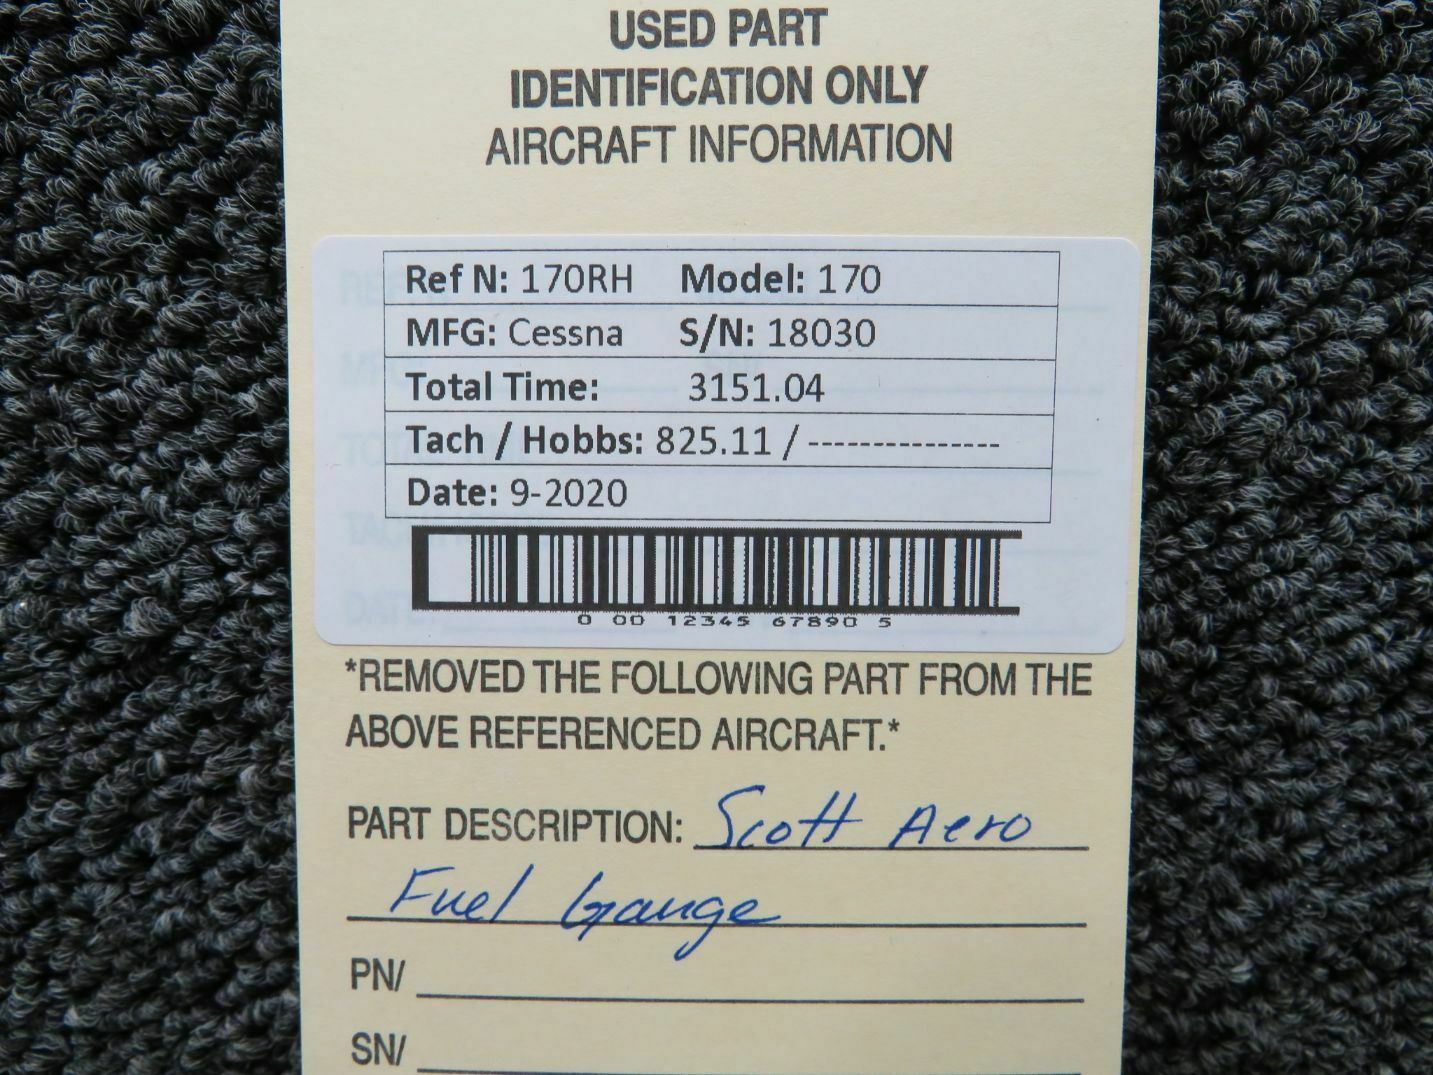 USED PART
IDENTIFICATION ONLY
AIRCRAFT INFORMATION
Ref N: 170RH Model: 170
MFG: Cessna S/N: 18030
Total Time: 3151.04
Tach / Hobbs: 825.11 / ---------------
Date: 9-2020
0 00 12345 67890 5
*REMOVED THE FOLLOWING PART FROM THE
ABOVE REFERENCED AIRCRAFT.*
PART DESCRIPTION: Scott Aero
Fuel Gauge
PN/
SN/